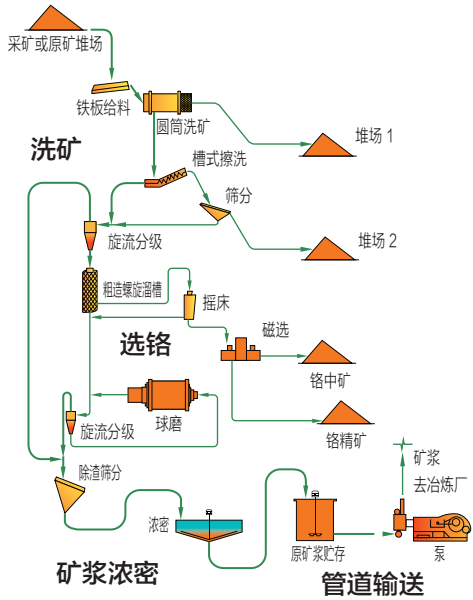 采矿或原矿堆场
铁板给料
圆筒洗矿
堆场 1
洗矿
槽式擦洗
筛分
旋流分级
堆场 2
粗造螺旋溜槽
摇床
选铬
磁选
铬中矿
球磨
旋流分级
铬精矿
矿浆
除渣筛分
去冶炼厂
浓密
原矿浆贮存
泵
矿浆浓密
管道输送